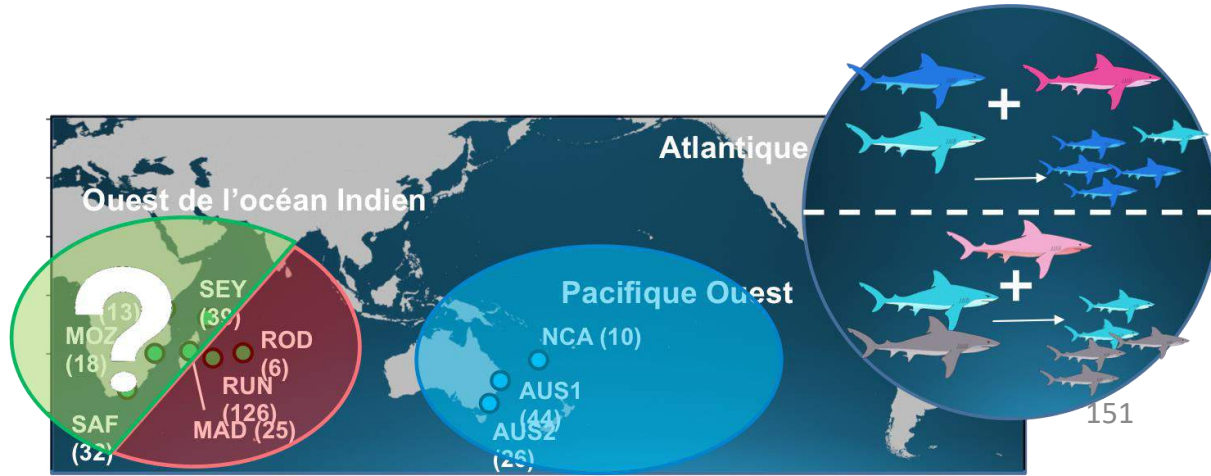 Atlantique
Ouest de l’océan Indien
Pacifique Ouest
?
(13)
SEY
(39)
MOZ
(18)
ROD
(6)
RUN
(126)
MAD (25)
SAF
(32)
NCA (10)
AUS1
(44)
AUS2
(26)
+
+
151